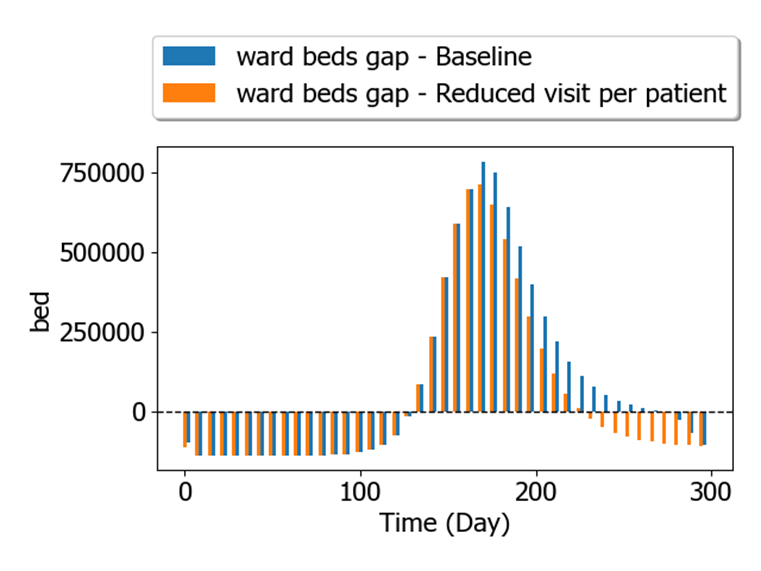 ward beds gap - Baseline
ward beds gap - Reduced visit per patient
750000
500000
250000
0
bed
0 100 200 300
Time (Day)